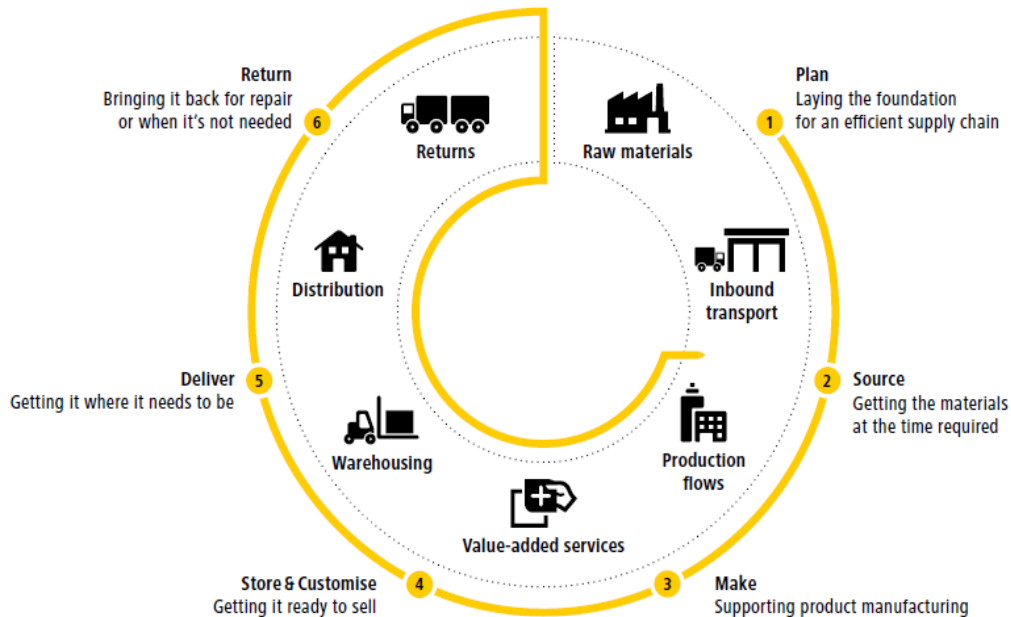 Return
Bringing it back for repair
or when it's not needed
6
Returns
Raw materials
1
Plan
Laying the foundation
for an efficient supply chain
Distribution
Inbound
transport
Deliver
Getting it where it needs to be
5
2
Source
Getting the materials
at the time required
Warehousing
Production
flows
Value-added services
Store & Customise
Getting it ready to sell
4
3
Make
Supporting product manufacturing